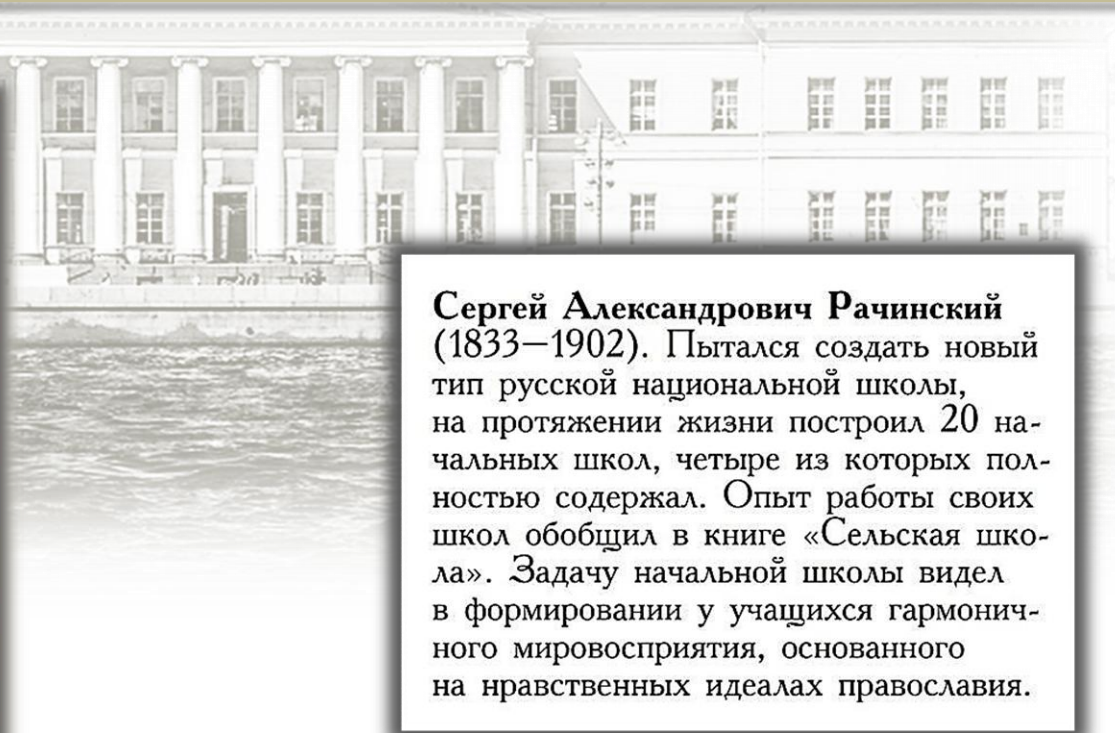 Сергей Александрович Рачинский
(1833—1902). Пытался создать новый
тип русской национальной школы,
на протяжении жизни построил 20 на-
чальных школ, четыре из которых пол-
ностью содержал. Опыт работы своих
школ обобщил в книге «Сельская шко-
ла». Задачу начальной школы видел
в формировании у учащихся гармонич-
ного мировосприятия, основанного
на нравственных идеалах православия.